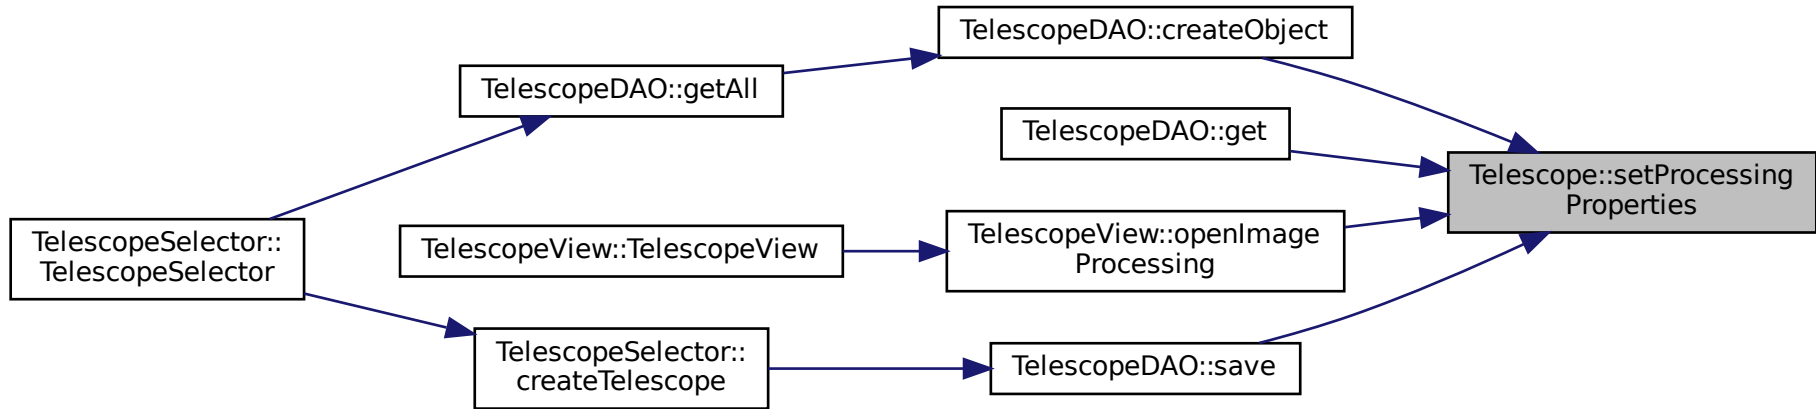 TelescopeDAO::createObject
TelescopeDAO::getAll
TelescopeDAO::get
Telescope::setProcessing
Properties
TelescopeSelector::
TelescopeSelector
TelescopeView::TelescopeView
TelescopeView::openImage
Processing
TelescopeSelector::
createTelescope
TelescopeDAO::save